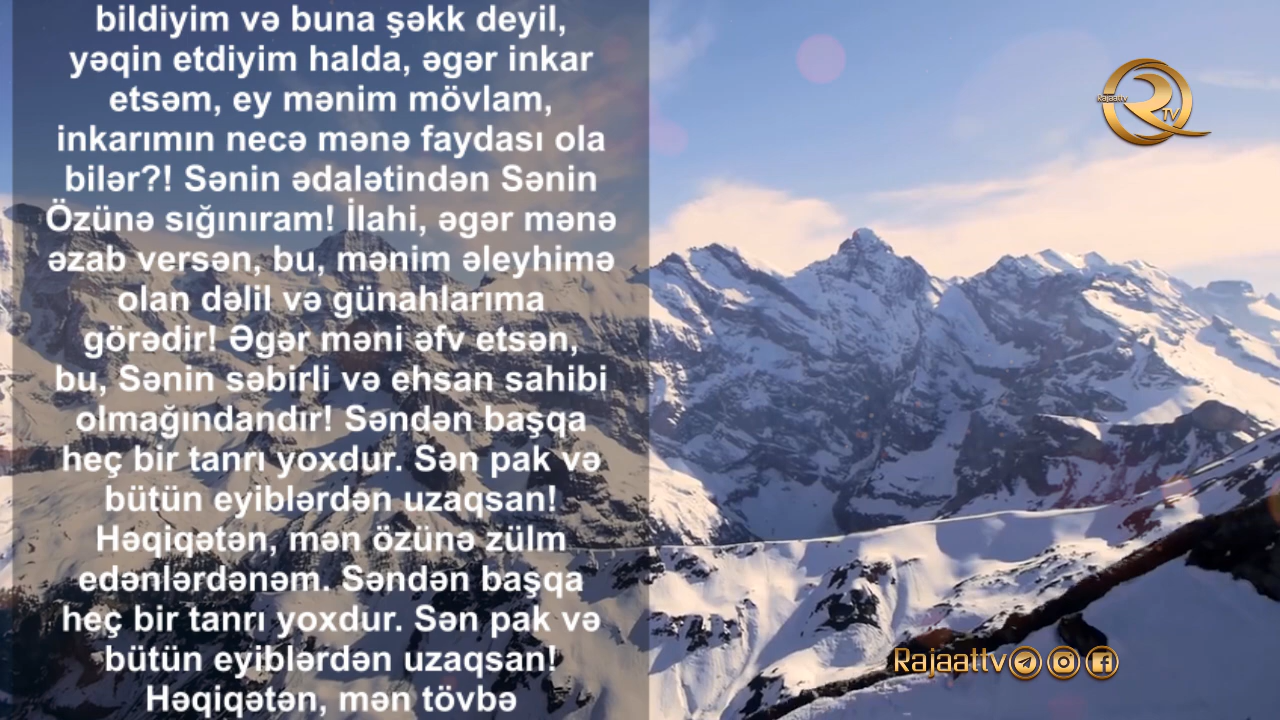 bildiyim və buna şəkk deyil,
yəqin etdiyim halda, əgər inkar
etsəm, ey mənim mövlam,
inkarımın necə mənə faydası ola
bilər?! Sənin ədalətindən Sənin
Özünə sığınıram! İlahi, əgər mənə
əzab versən, bu, mənim əleyhimə
olan dəlil və günahlarıma
görədir! Əgər məni əfv etsən,
bu, Sənin səbirli və ehsan sahibi
olmağındandır! Səndən başqa
heç bir tanrı yoxdur. Sən pak və
bütün eyiblərdən uzaqsan!
Həqiqətən, mən özünə zülm
edənlərdənəm. Səndən başqa
heç bir tanrı yoxdur. Sən pak və
bütün eyiblərdən uzaqsan!
Həqiqətən, mən tövbə
Rajaattv
TV
Rajaattv